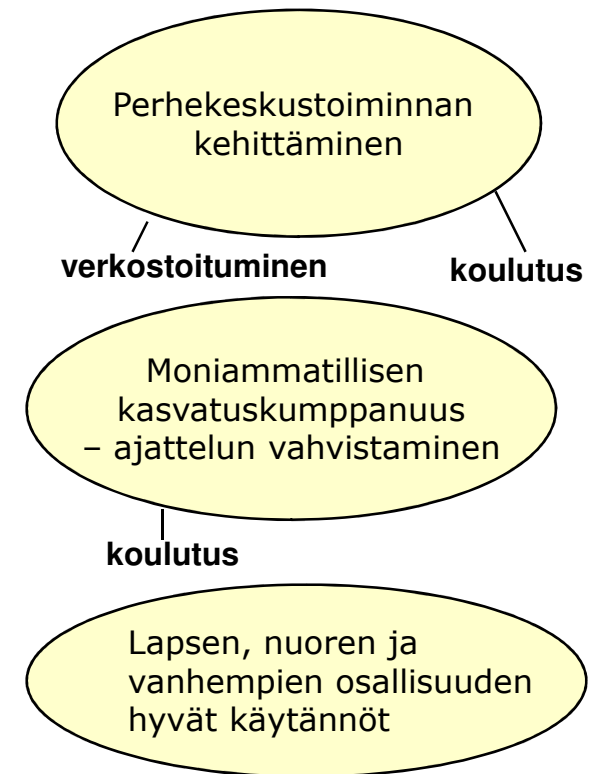 Perhekeskustoiminnan
kehittäminen
verkostoituminen
koulutus
Moniammatillisen
kasvatuskumppanuus
– ajattelun vahvistaminen
koulutus
Lapsen, nuoren ja
vanhempien osallisuuden
hyvät käytännöt